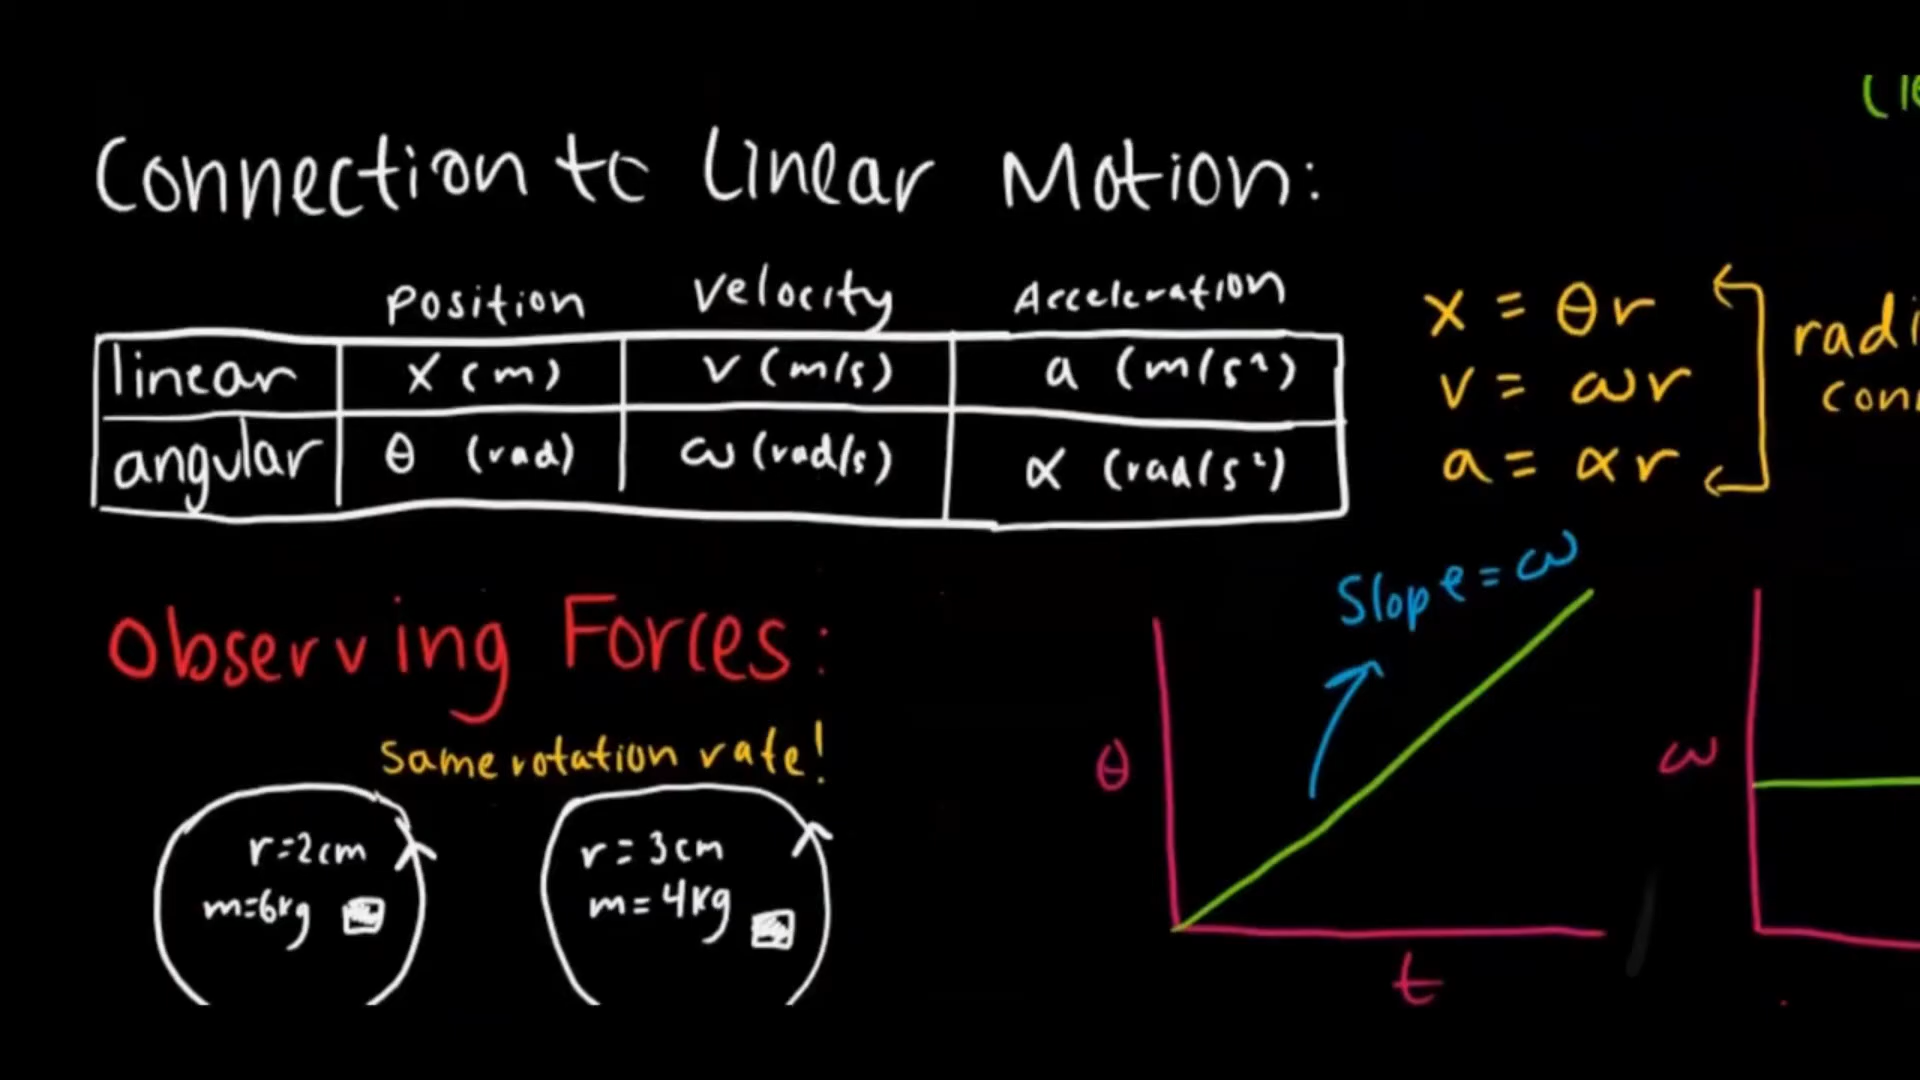 Connection to Linear Motion:
Position Velocity Acceleration
linear x (m) v (m/s) a (m/s²)
angular θ (rad) ω (rad/s) α (rad/s²)
x = θr
v = ωr
a = αr
Observing Forces:
same rotation rate!
r=2cm
m=6kg
r = 3cm
m = 4kg
Slope = ω
θ
t
ω